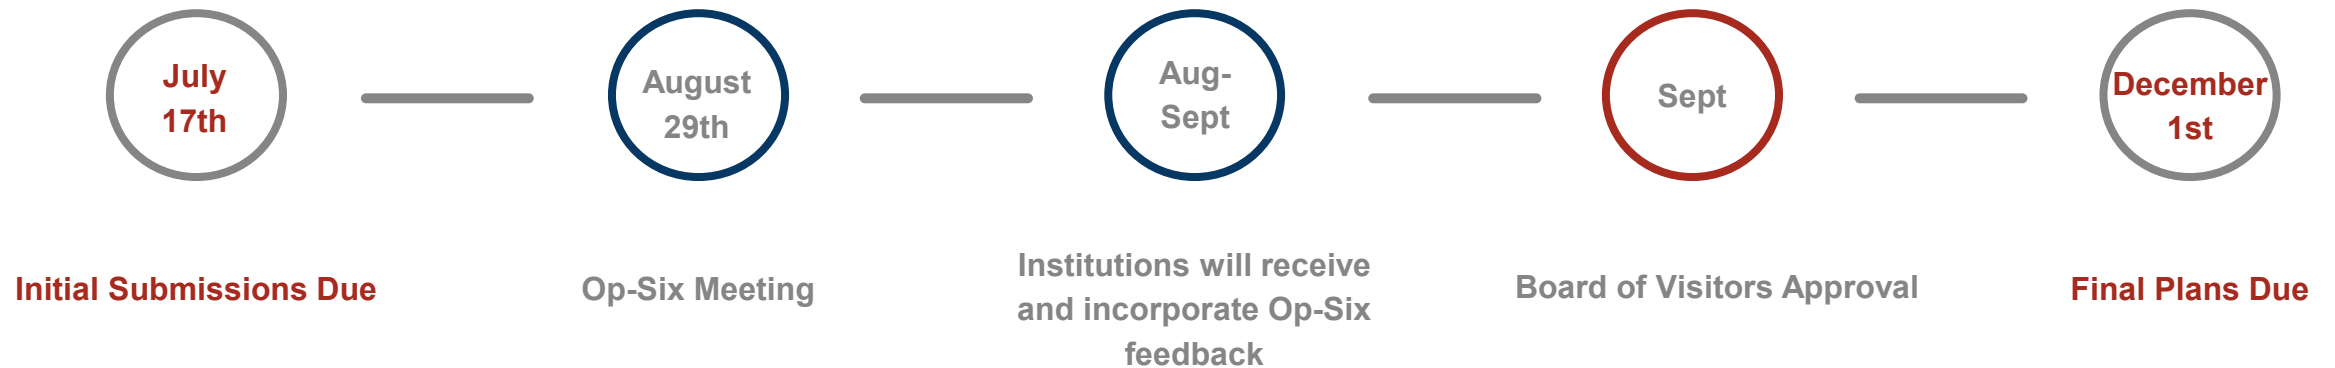 July
17th
August
29th
Aug-
Sept
Sept
December
1st
Initial Submissions Due
Op-Six Meeting
Institutions will receive
and incorporate Op-Six
feedback
Board of Visitors Approval
Final Plans Due